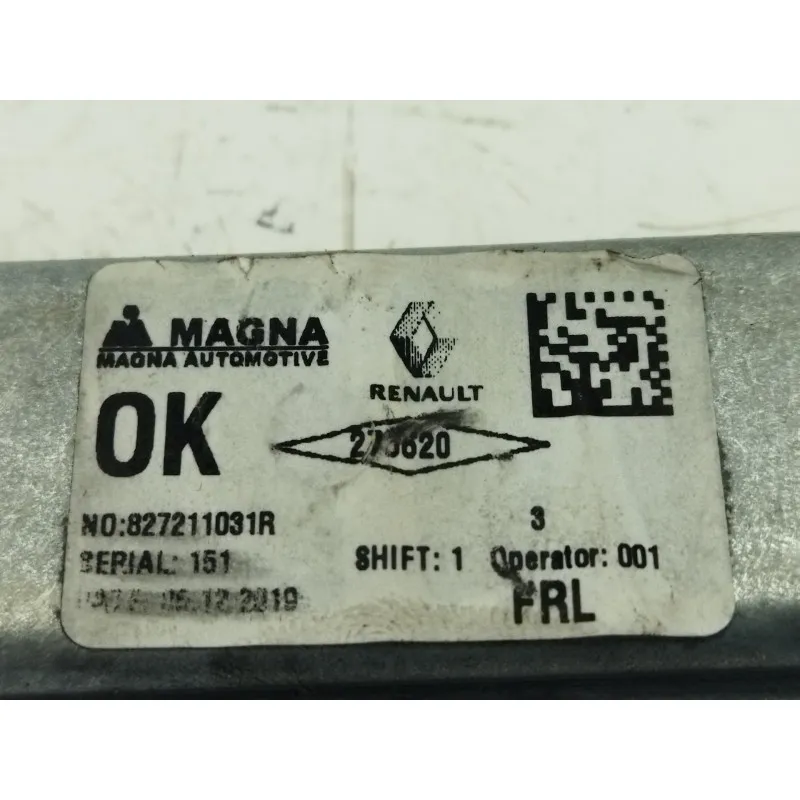 MAGNA
MAGNA AUTOMOTIVE
RENAULT
OK
NO:827211031R
3
SERIAL: 151
SHIFT: 1 Operator: 001
FRL